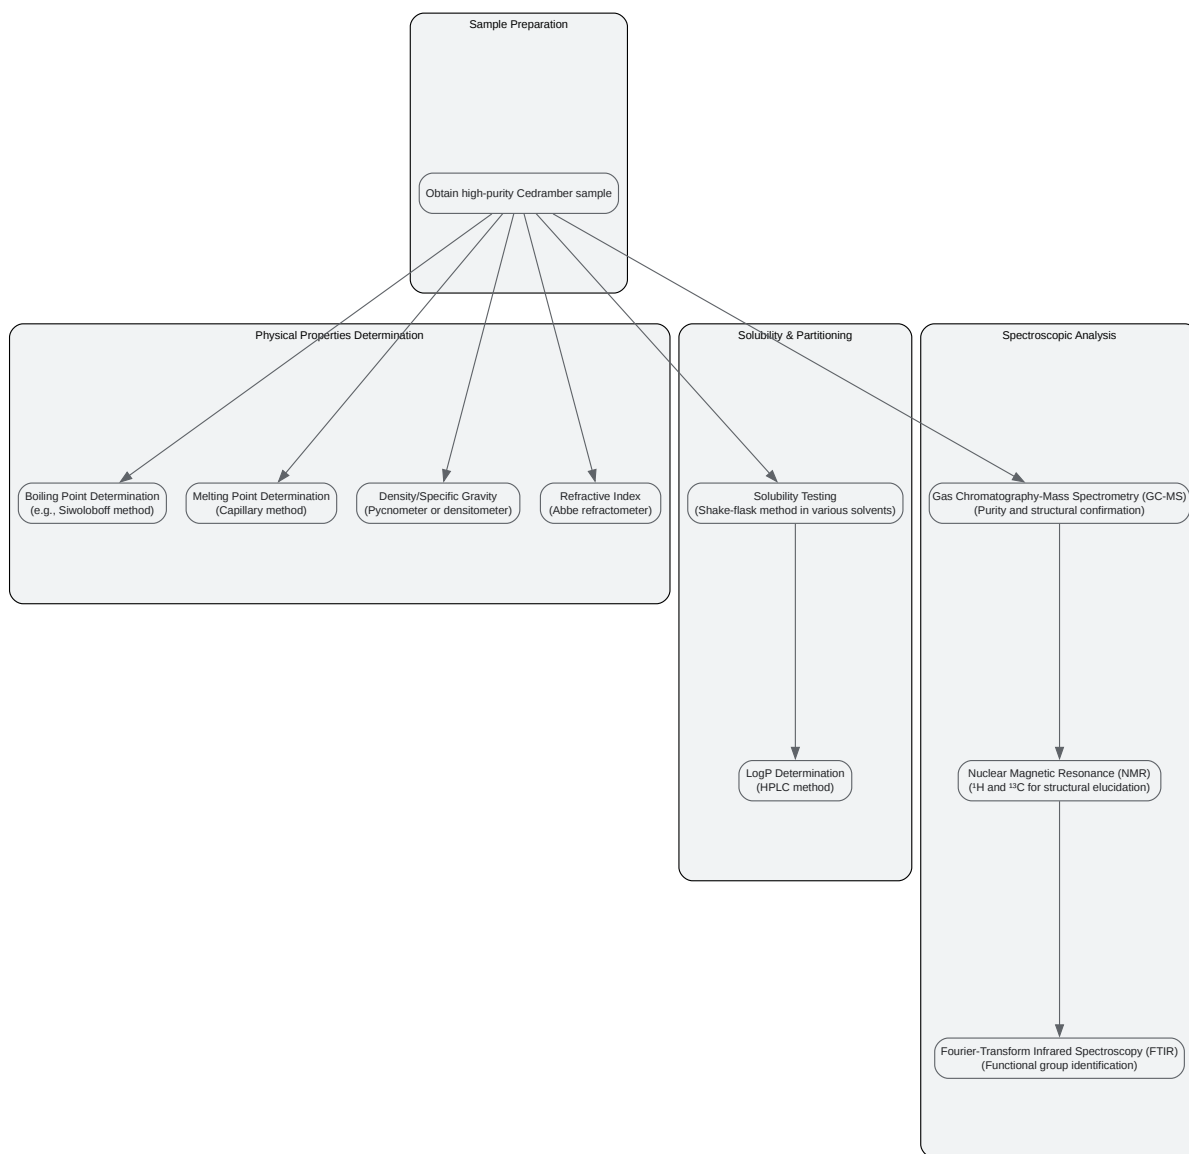 Sample Preparation
Obtain high-purity Cedramber sample
Physical Properties Determination
Solubility & Partitioning
Spectroscopic Analysis
Boiling Point Determination
(e.g., Siwoloboff method)
Melting Point Determination
(Capillary method)
Density/Specific Gravity
(Pycnometer or densitometer)
Refractive Index
(Abbe refractometer)
Solubility Testing
(Shake-flask method in various solvents)
Gas Chromatography-Mass Spectrometry (GC-MS)
(Purity and structural confirmation)
LogP Determination
(HPLC method)
Nuclear Magnetic Resonance (NMR)
(¹H and ¹³C for structural elucidation)
Fourier-Transform Infrared Spectroscopy (FTIR)
(Functional group identification)